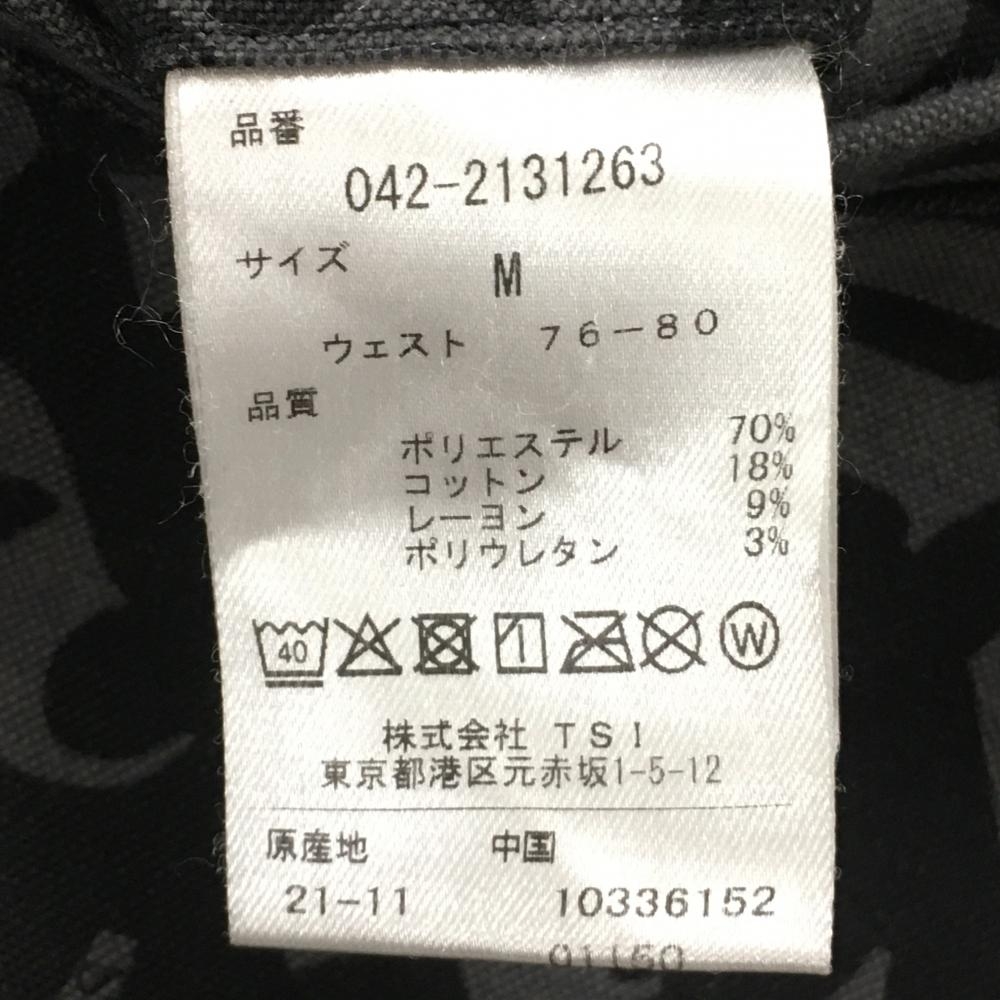 品番
042-2131263
サイズ M
ウェスト 76-80
品質
ポリエステル 70%
コットン 18%
レーヨン 9%
ポリウレタン 3%
40 W
株式会社 TSI
東京都港区元赤坂1-5-12
原産地 中国
21-11 10336152